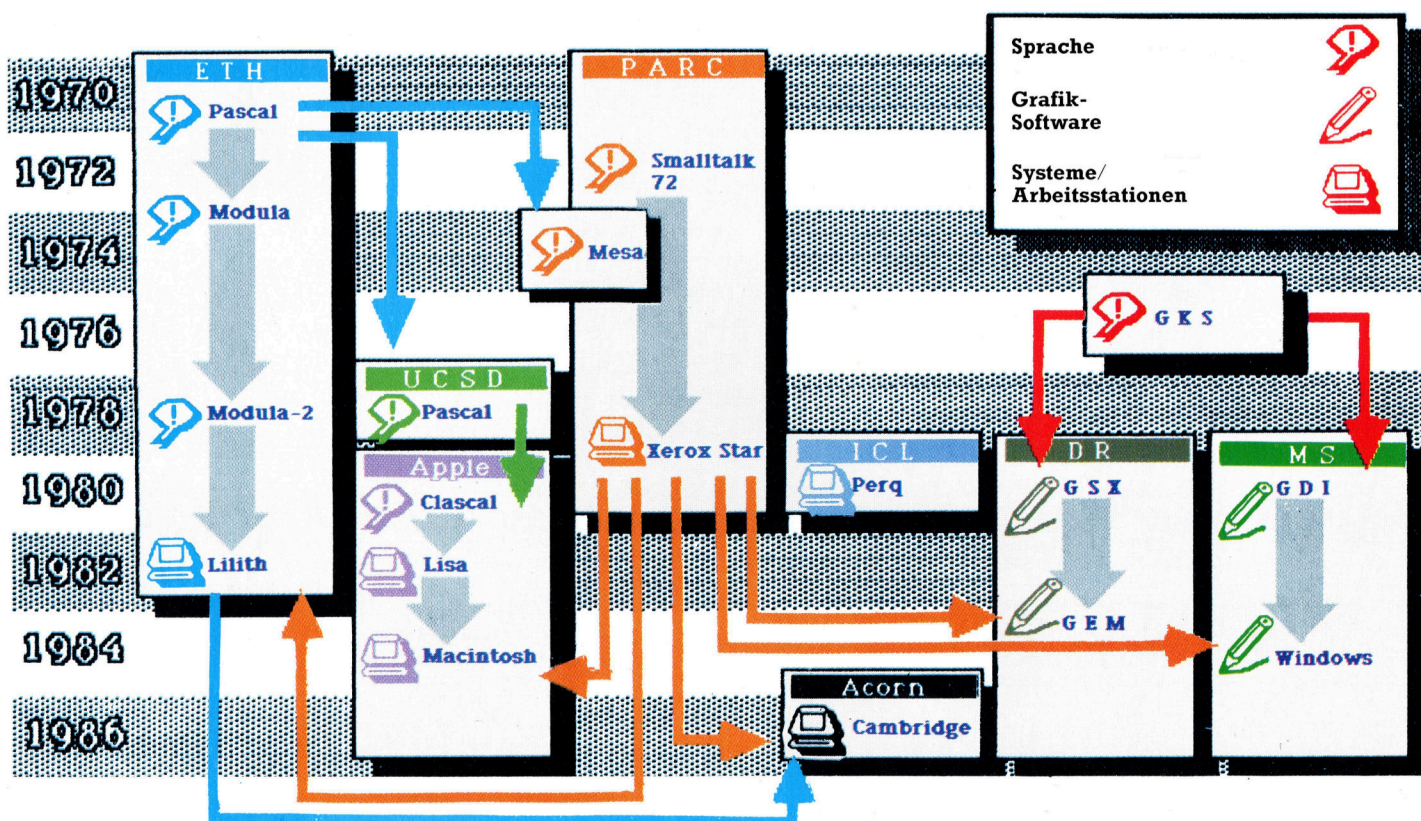 1970
1972
1974
1976
1978
1980
1982
1984
1986
ETH
Pascal
Modula
Modula-2
Lilith
UCSD
Pascal
Apple
Clascal
Lisa
Macintosh
PARC
Smalltalk
72
Mesa
Xerox Star
ICL
Perq
Acorn
Cambridge
Sprache
Grafik-
Software
Systeme/
Arbeitsstationen
GKS
DR
GSX
GEM
MS
GDI
Windows